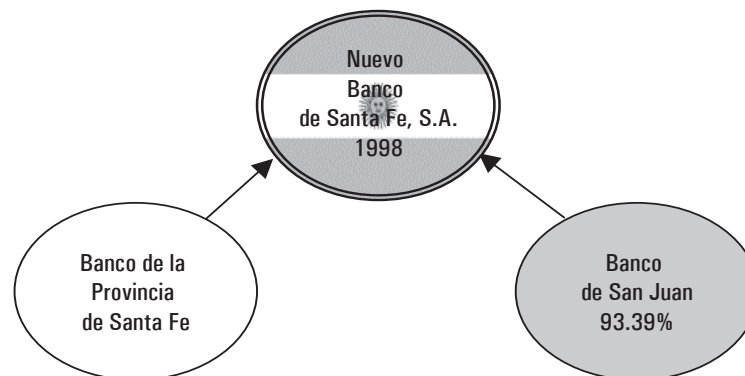 Nuevo
Banco
de Santa Fe, S.A.
1998
Banco de la
Provincia
de Santa Fe
Banco
de San Juan
93.39%